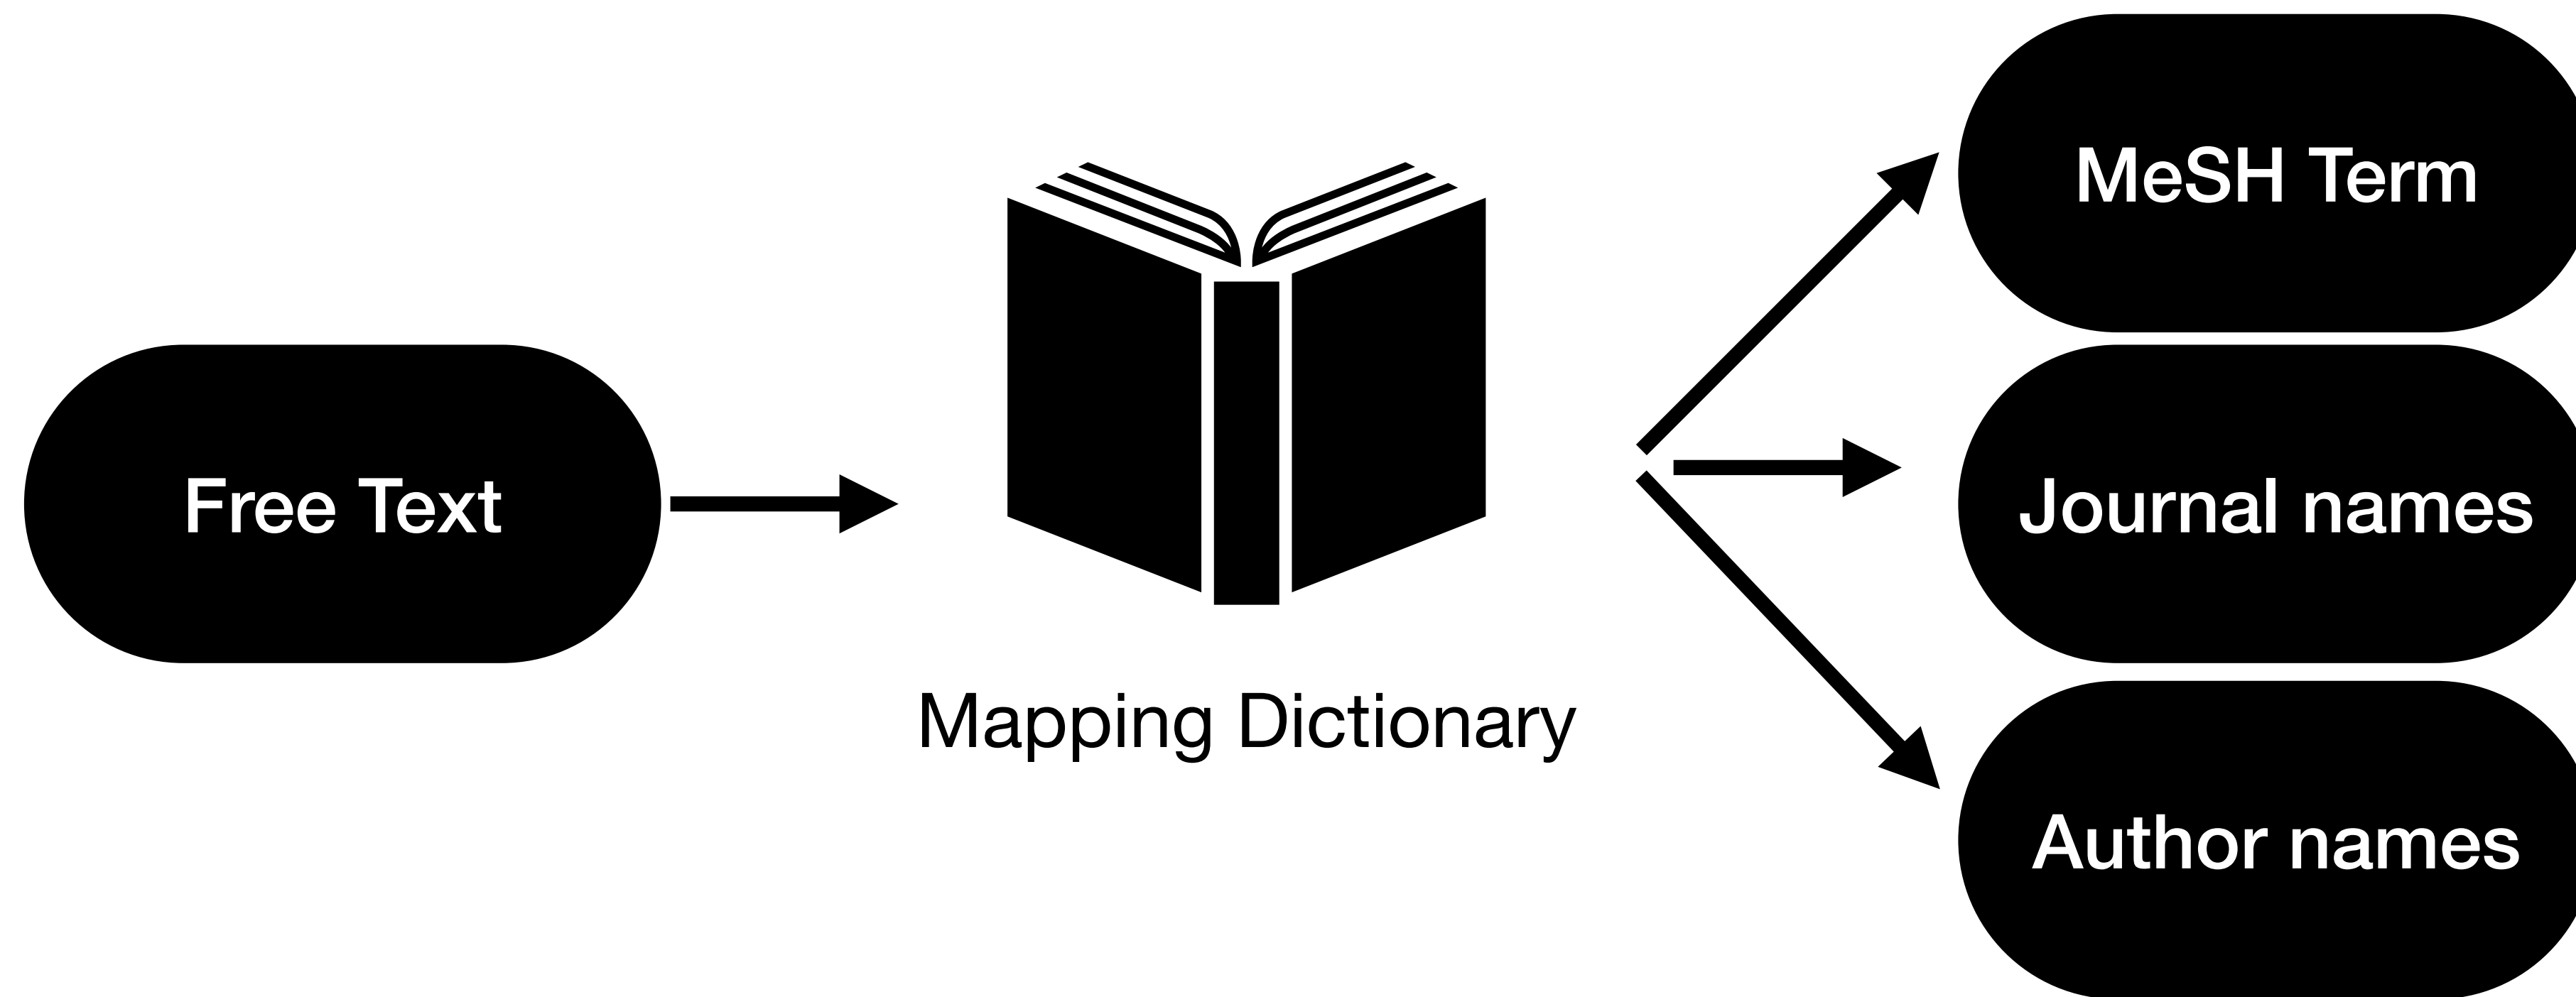 Free Text
Mapping Dictionary
MeSH Term
Journal names
Author names